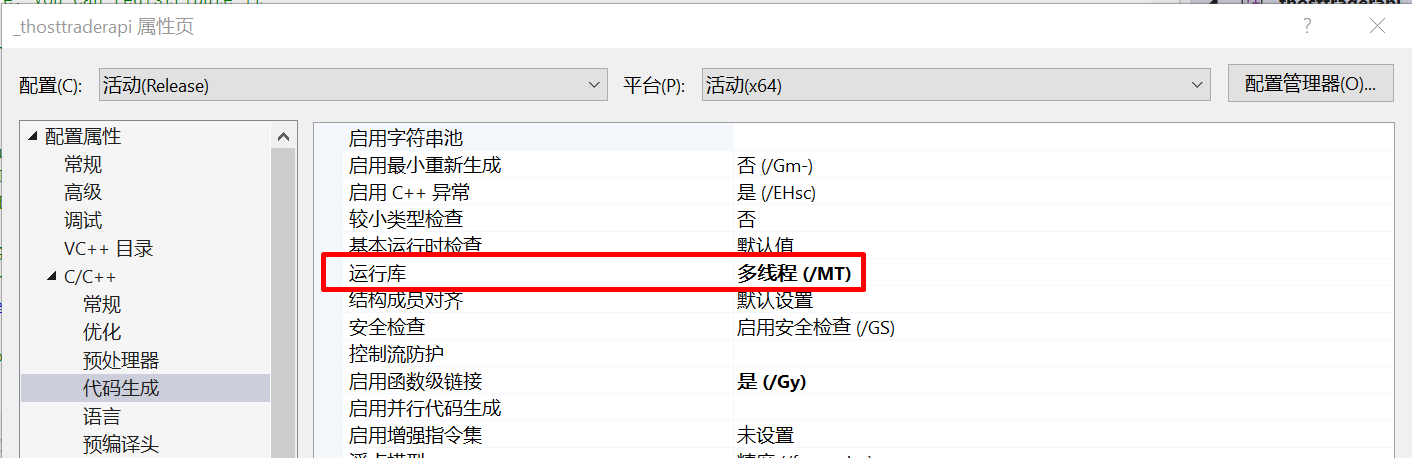 _thosttraderapi 属性页
配置(C): 活动(Release) 平台(P): 活动(x64) 配置管理器(O)...
配置属性
常规
高级
调试
VC++ 目录
C/C++
常规
优化
预处理器
代码生成
语言
预编译头
启用字符串池
启用最小重新生成 否 (/Gm-)
启用 C++ 异常 是 (/EHsc)
较小类型检查 否
基本运行时检查 默认值
运行库 多线程 (/MT)
结构成员对齐 默认设置
安全检查 启用安全检查 (/GS)
控制流防护
启用函数级链接 是 (/Gy)
启用并行代码生成
启用增强指令集 未设置